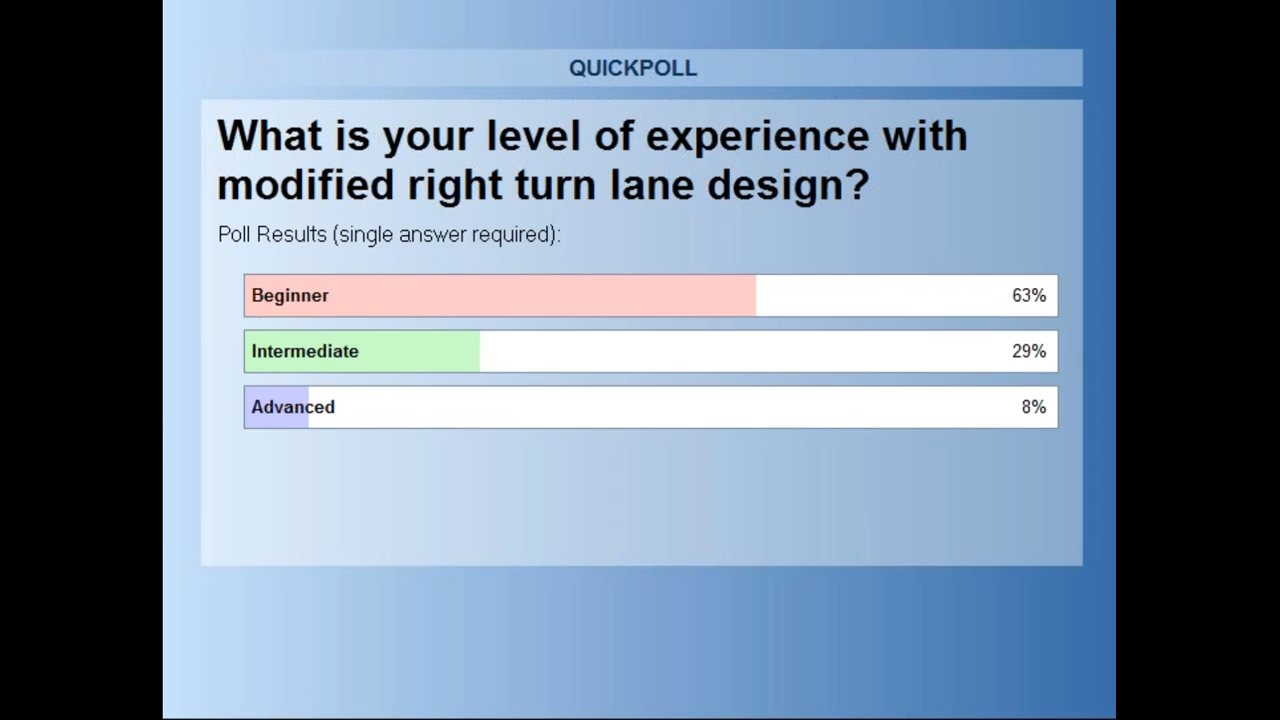 QUICKPOLL
What is your level of experience with
modified right turn lane design?
Poll Results (single answer required):
Beginner 63%
Intermediate 29%
Advanced 8%